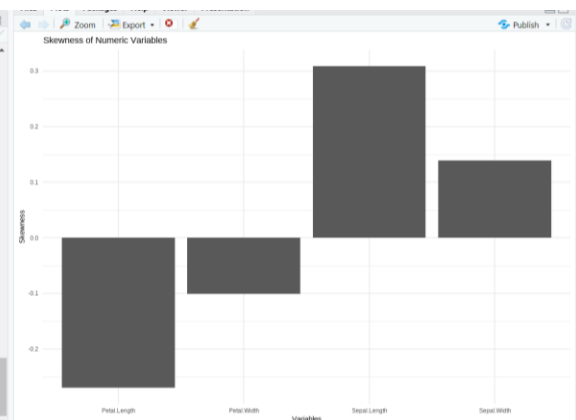 Zoom Export Publish
Skewness of Numeric Variables
0.3
0.2
0.1
0.0
-0.1
-0.2
Skewness
Petal.Length Petal.Width Sepal.Length Sepal.Width
Variables